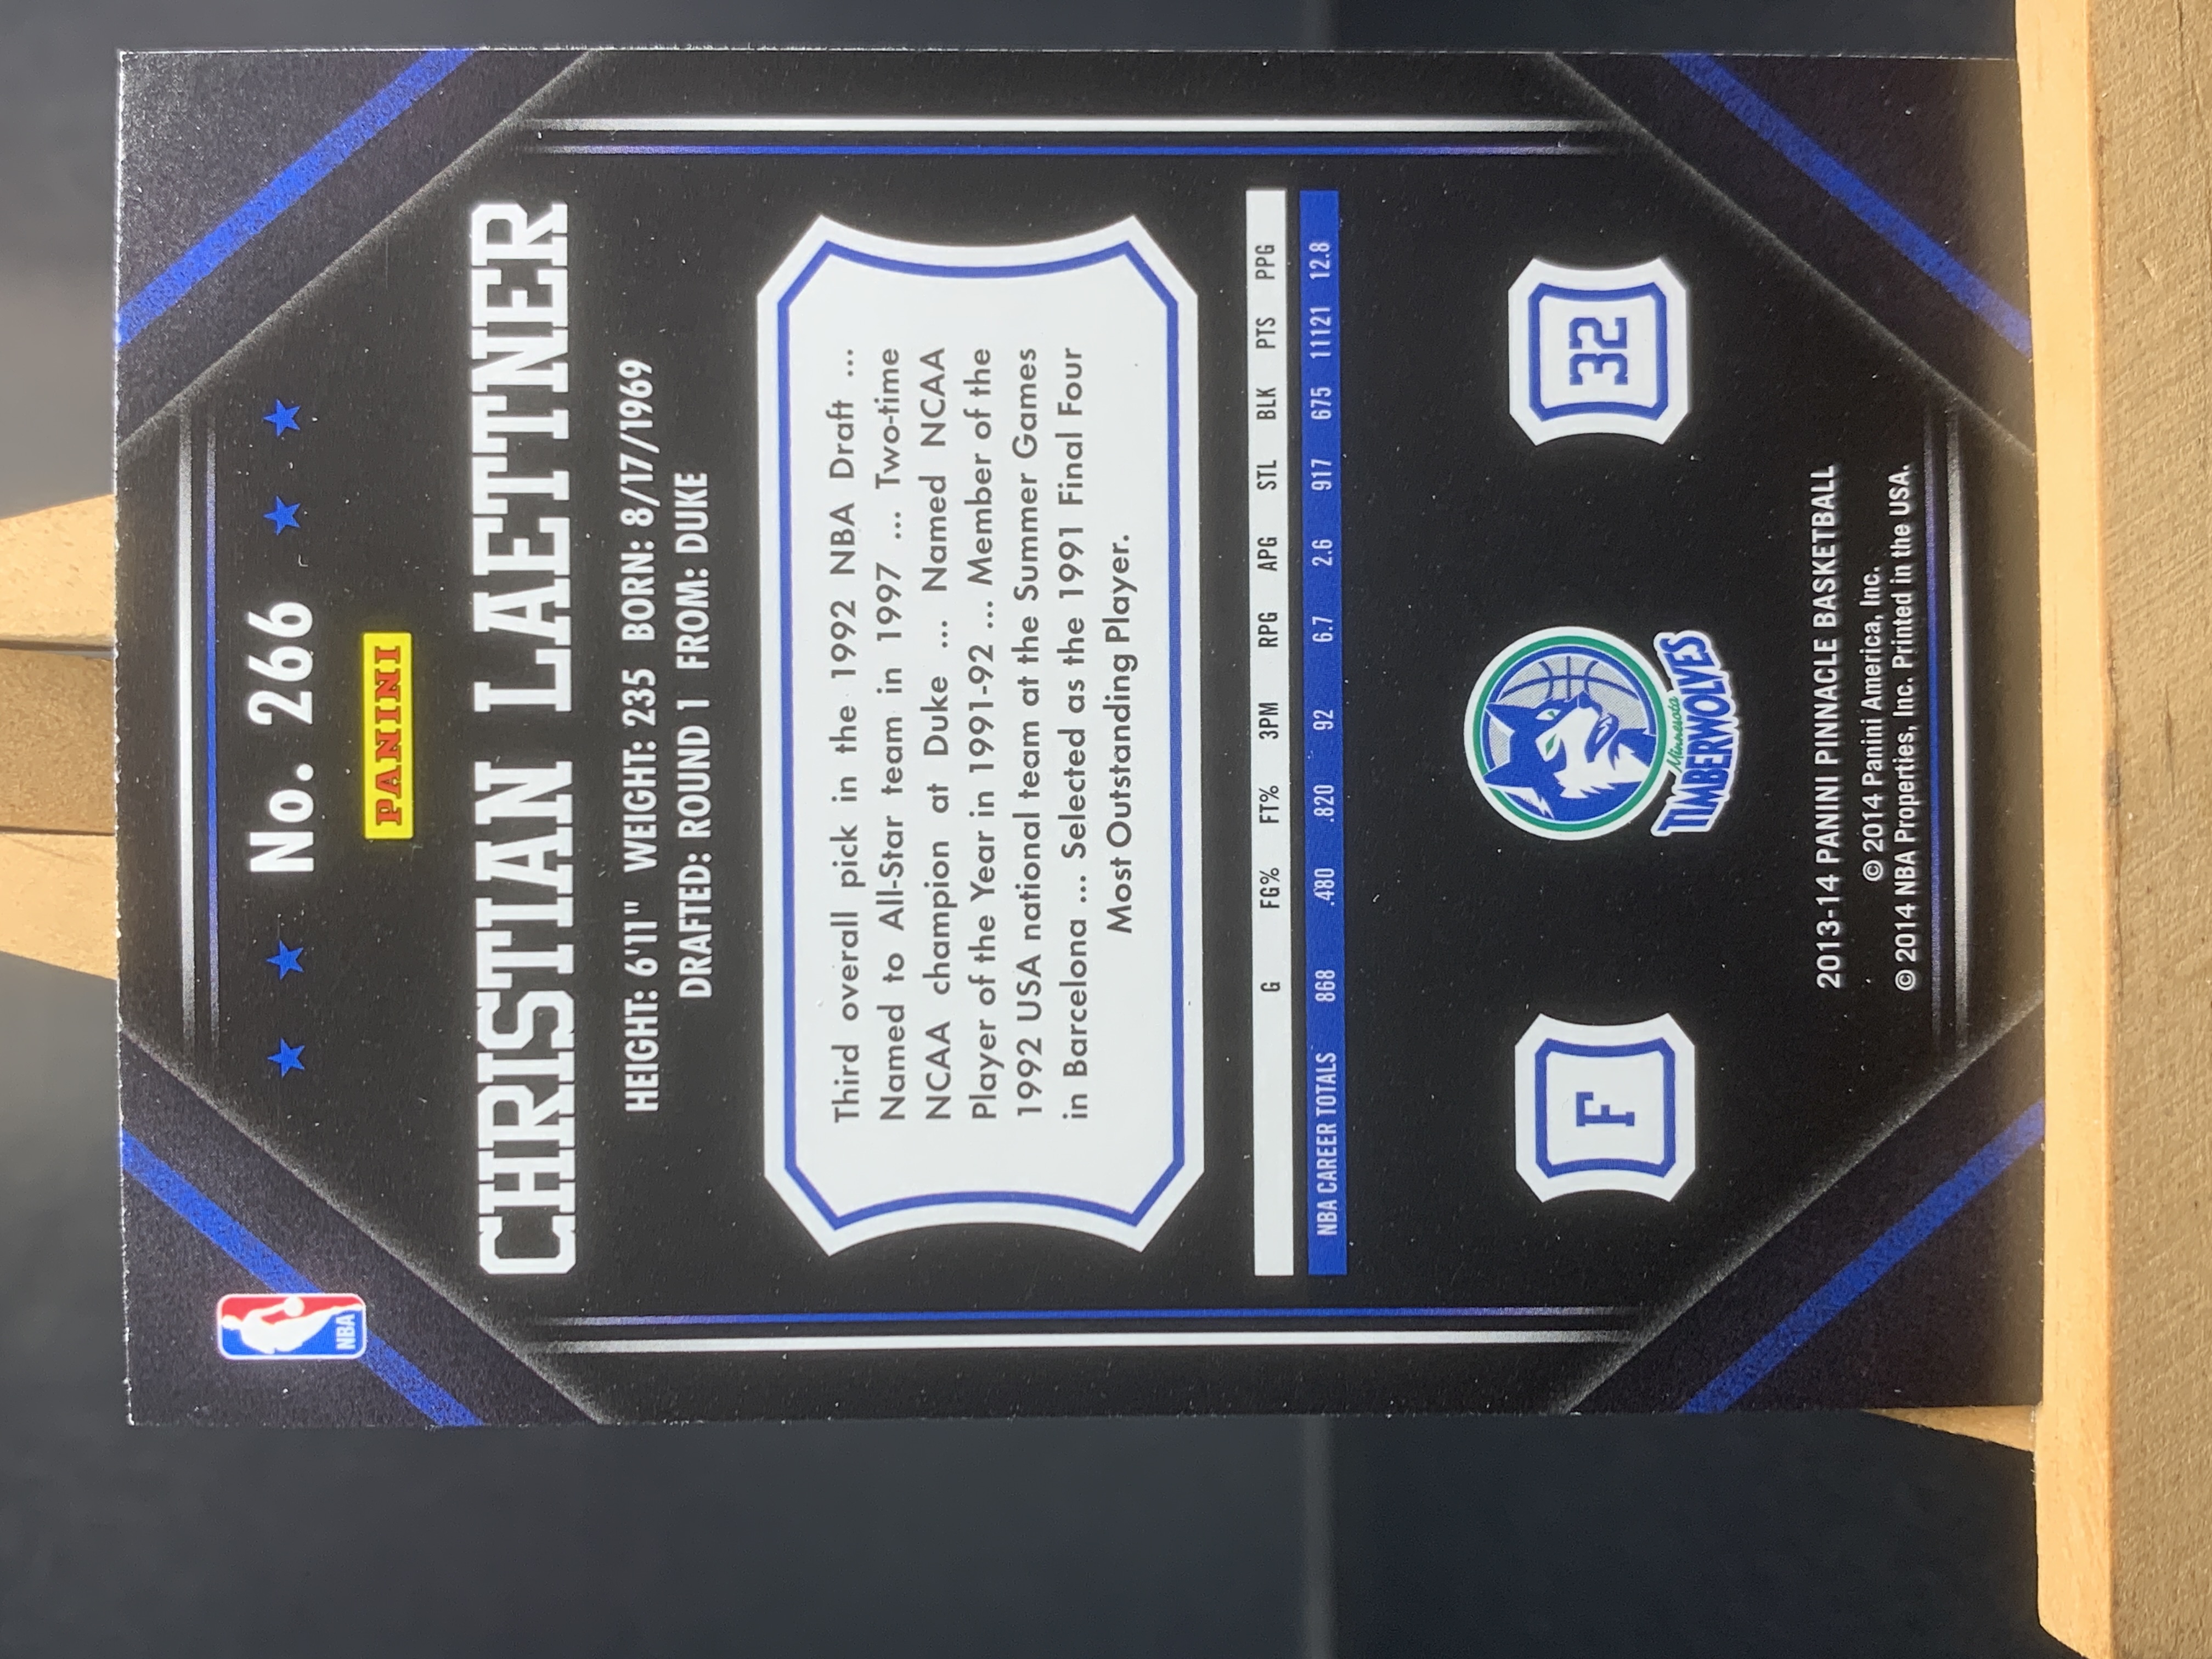 NBA
No. 266
PANINI
CHRISTIAN LAETTNER
HEIGHT: 6'11" WEIGHT: 235 BORN: 8/17/1969
DRAFTED: ROUND 1 FROM: DUKE
Third overall pick in the 1992 NBA Draft ...
Named to All-Star team in 1997 ... Two-time
NCAA champion at Duke ... Named NCAA
Player of the Year in 1991-92 ... Member of the
1992 USA national team at the Summer Games
in Barcelona ... Selected as the 1991 Final Four
Most Outstanding Player.
G FG% FT% 3PM RPG APG STL BLK PTS PPG
NBA CAREER TOTALS 868 .480 .820 92 6.7 2.6 917 675 11121 12.8
F
Minnesota
TIMBERWOLVES
32
2013-14 PANINI PINNACLE BASKETBALL
© 2014 Panini America, Inc.
© 2014 NBA Properties, Inc. Printed in the USA.